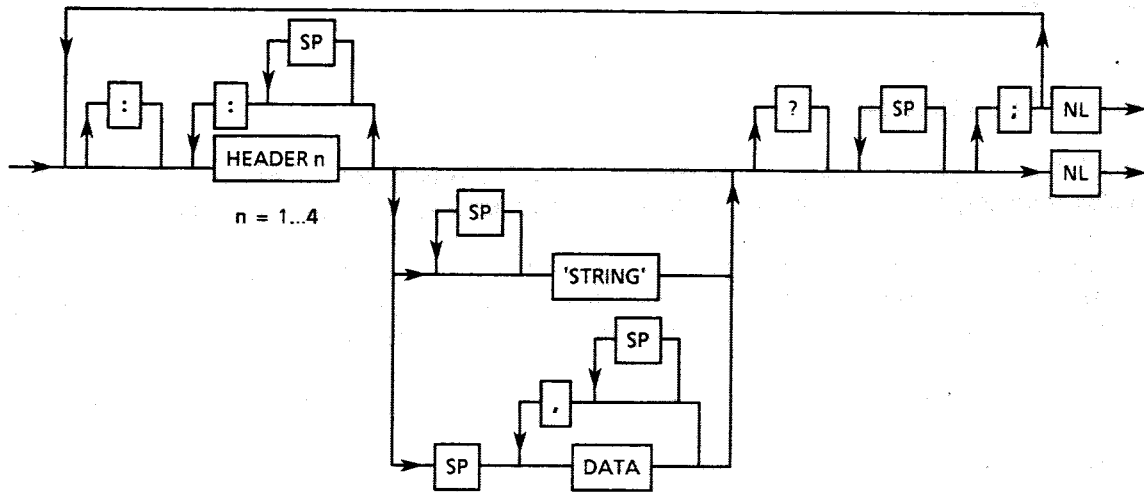 SP
:
:
?
SP
;
NL
HEADER n
NL
n = 1...4
SP
'STRING'
SP
,
SP
DATA